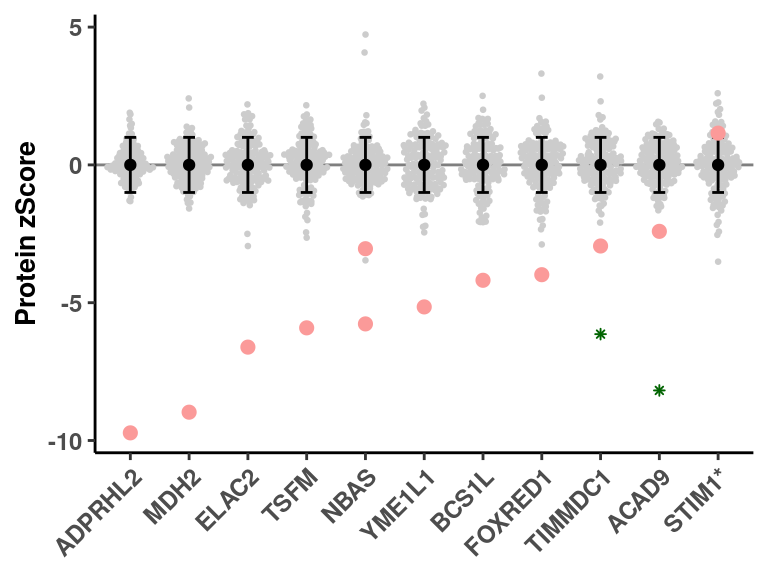 5
0
-5
-10
Protein zScore
ADPRHL2
MDH2
ELAC2
TSFM
NBAS
YME1L1
BCS1L
FOXRED1
TIMMDC1
ACAD9
STIM1*